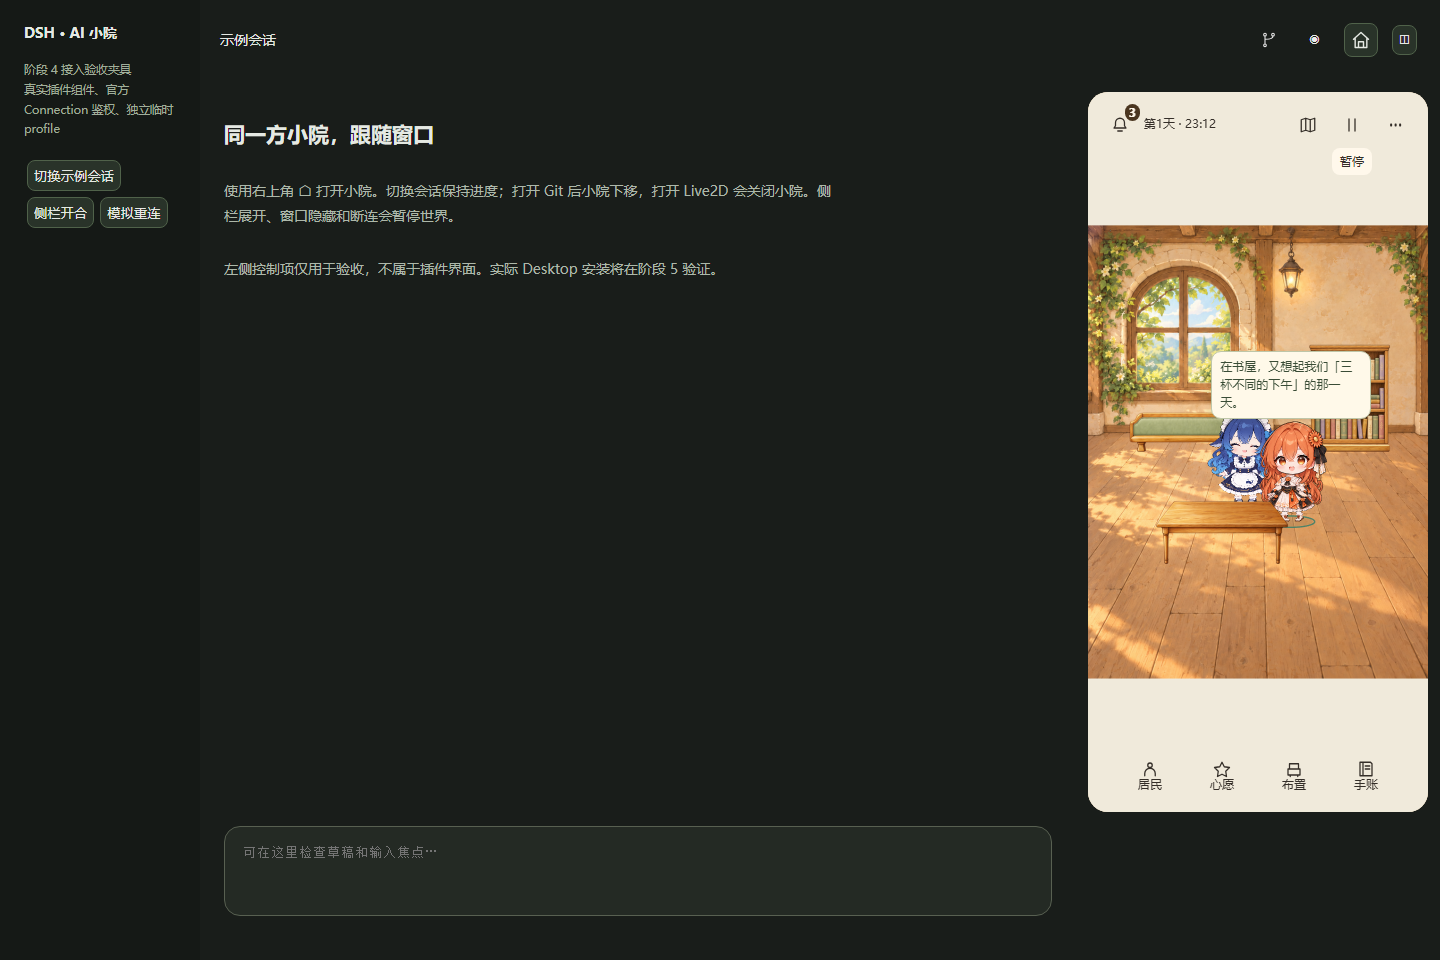 DSH • AI 小院
阶段 4 接入验收夹具
真实插件组件、官方
Connection 鉴权、独立临时
profile
切换示例会话
侧栏开合
模拟重连
示例会话
同一方小院，跟随窗口
使用右上角 ⌂ 打开小院。切换会话保持进度；打开 Git 后小院下移，打开 Live2D 会关闭小院。侧
栏展开、窗口隐藏和断连会暂停世界。
左侧控制项仅用于验收，不属于插件界面。实际 Desktop 安装将在阶段 5 验证。
可在这里检查草稿和输入焦点…
3
第1天 · 23:12
暂停
在书屋，又想起我们「三
杯不同的下午」的那一
天。
居民
心愿
布置
手账